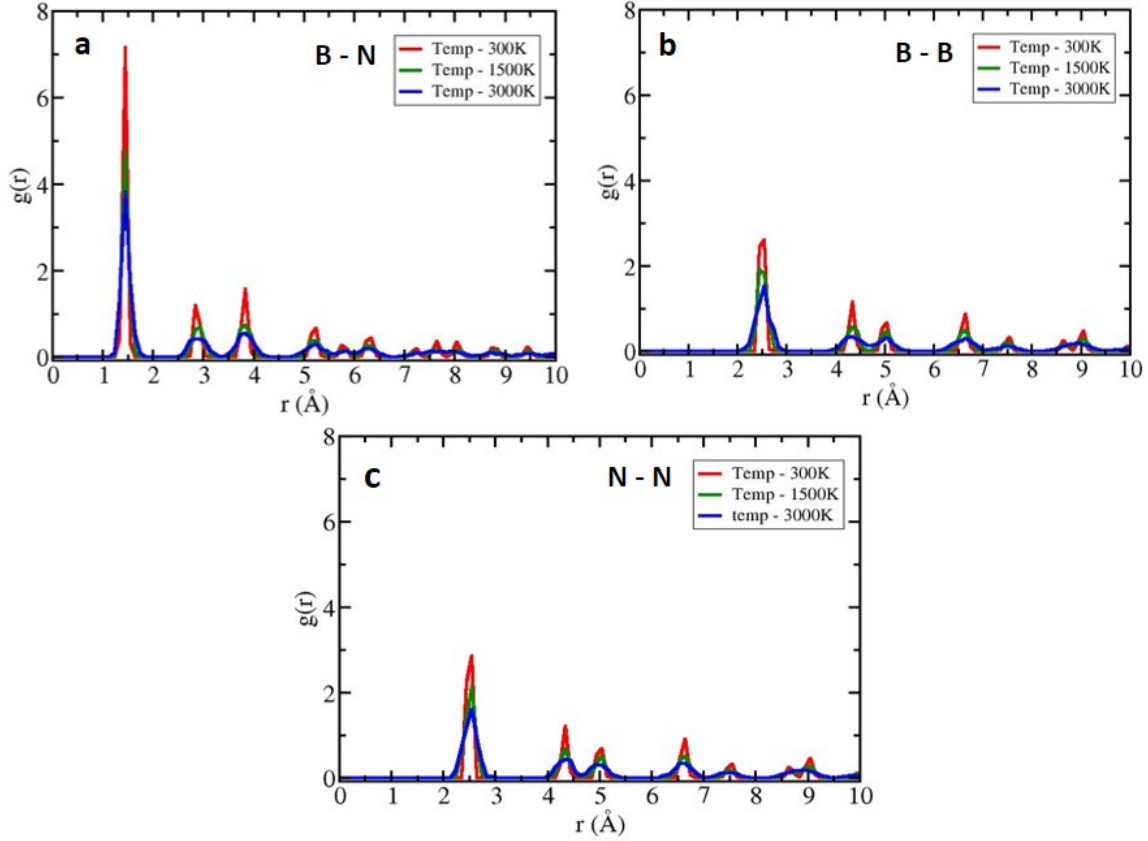 a
B - N
Temp - 300K
Temp - 1500K
Temp - 3000K
g(r)
8
6
4
2
0
0 1 2 3 4 5 6 7 8 9 10
r (Å)
b
B - B
Temp - 300K
Temp - 1500K
Temp - 3000K
g(r)
8
6
4
2
0
0 1 2 3 4 5 6 7 8 9 10
r (Å)
c
N - N
Temp - 300K
Temp - 1500K
temp - 3000K
g(r)
8
6
4
2
0
0 1 2 3 4 5 6 7 8 9 10
r (Å)